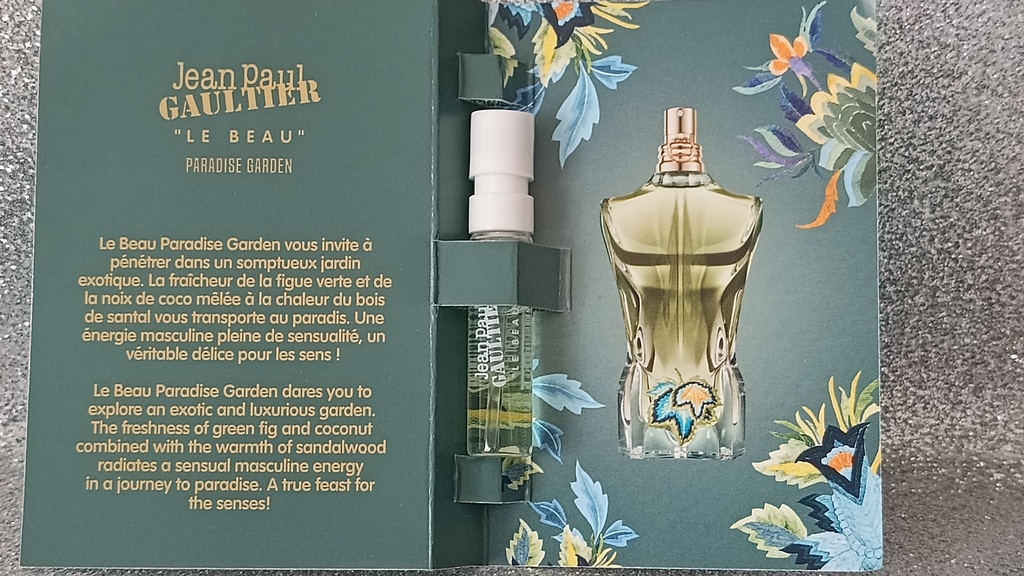 Jean Paul
GAULTIER
"LE BEAU"
PARADISE GARDEN
Le Beau Paradise Garden vous invite à
pénétrer dans un somptueux jardin
exotique. La fraîcheur de la figue verte et de
la noix de coco mêlée à la chaleur du bois
de santal vous transporte au paradis. Une
énergie masculine pleine de sensualité, un
véritable délice pour les sens !
Le Beau Paradise Garden dares you to
explore an exotic and luxurious garden.
The freshness of green fig and coconut
combined with the warmth of sandalwood
radiates a sensual masculine energy
in a journey to paradise. A true feast for
the senses!
Jean Paul
GAULTIER
"LE BEAU